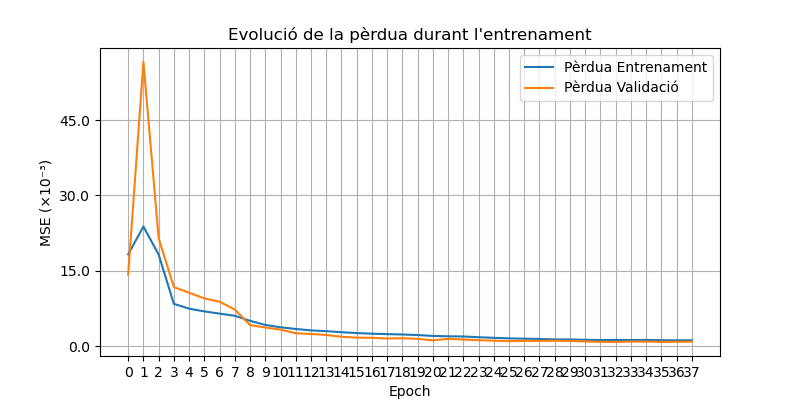 Evolució de la pèrdua durant l'entrenament
Pèrdua Entrenament
Pèrdua Validació
MSE (×10⁻³)
45.0
30.0
15.0
0.0
0 1 2 3 4 5 6 7 8 9 10 11 12 13 14 15 16 17 18 19 20 21 22 23 24 25 26 27 28 29 30 31 32 33 34 35 36 37
Epoch